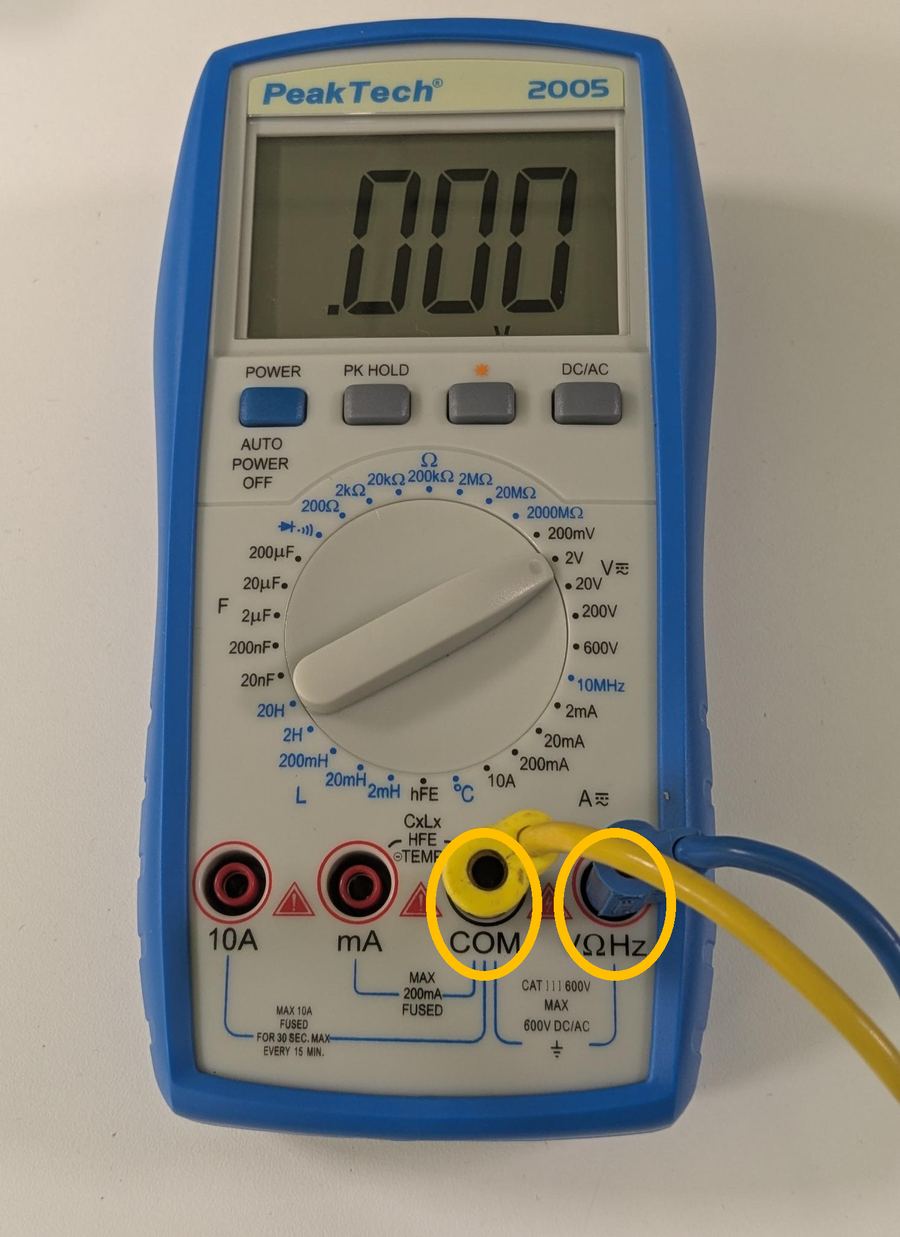 PeakTech® 2005
.000
V
POWER PK HOLD DC/AC
AUTO
POWER
OFF
Ω
200Ω 2kΩ 20kΩ 200kΩ 2MΩ 20MΩ 2000MΩ
200mV
2V
V
20V
200V
600V
10MHz
2mA
20mA
200mA
10A
A
°C
hFE
2mH
20mH
200mH
L
2H
20H
20nF
200nF
2µF
F
20µF
200µF
CxLx
HFE
TEMP
10A mA COM VΩHz
MAX
200mA
FUSED
MAX 10A
FUSED
FOR 30 SEC. MAX
EVERY 15 MIN.
CAT III 600V
MAX
600V DC/AC